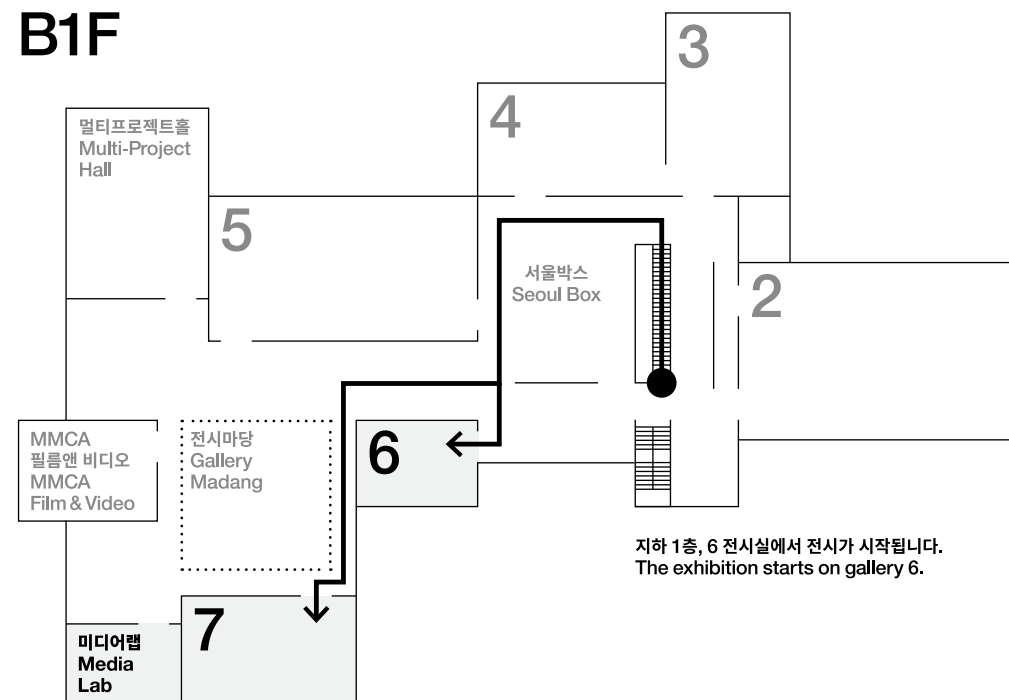 B1F
3
4
멀티프로젝트홀
Multi-Project
Hall
5
서울박스
Seoul Box
2
MMCA
필름앤 비디오
MMCA
Film & Video
전시마당
Gallery
Madang
6
지하 1층, 6 전시실에서 전시가 시작됩니다.
The exhibition starts on gallery 6.
7
미디어랩
Media
Lab